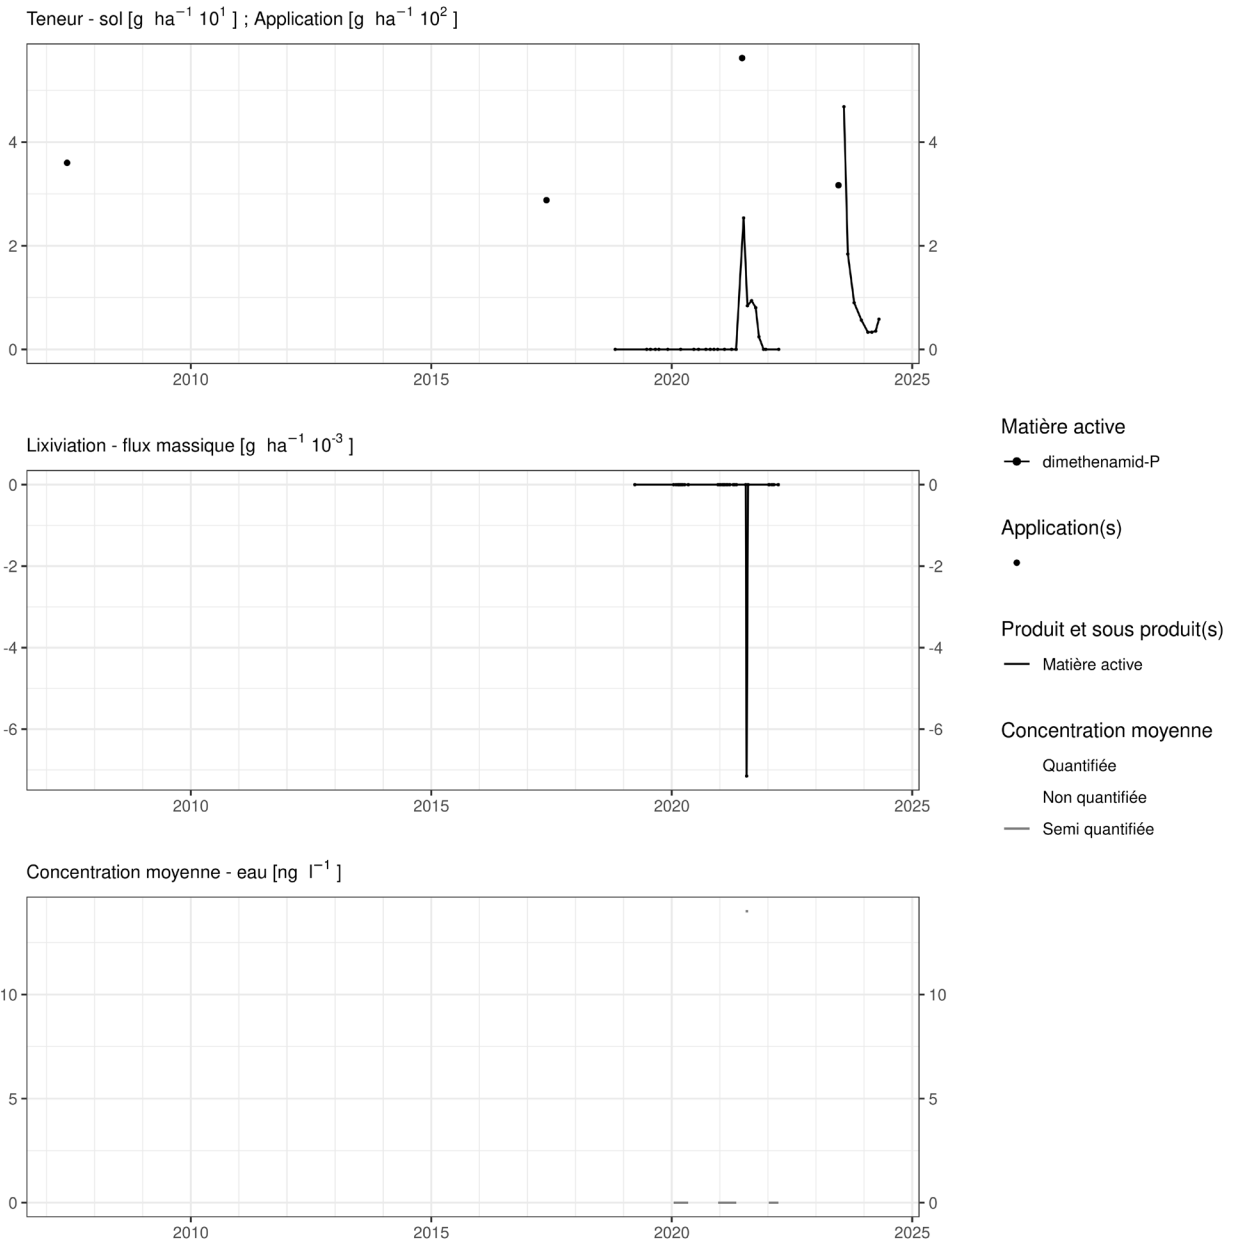 Teneur - sol [g ha−1 101 ] ; Application [g ha−1 102 ]
4
2
0
4
2
0
2010 2015 2020 2025
Lixiviation - flux massique [g ha−1 10-3 ]
0
-2
-4
-6
0
-2
-4
-6
2010 2015 2020 2025
Concentration moyenne - eau [ng l−1 ]
10
5
0
10
5
0
2010 2015 2020 2025
Matière active
dimethenamid-P
Application(s)
Produit et sous produit(s)
Matière active
Concentration moyenne
Quantifiée
Non quantifiée
Semi quantifiée